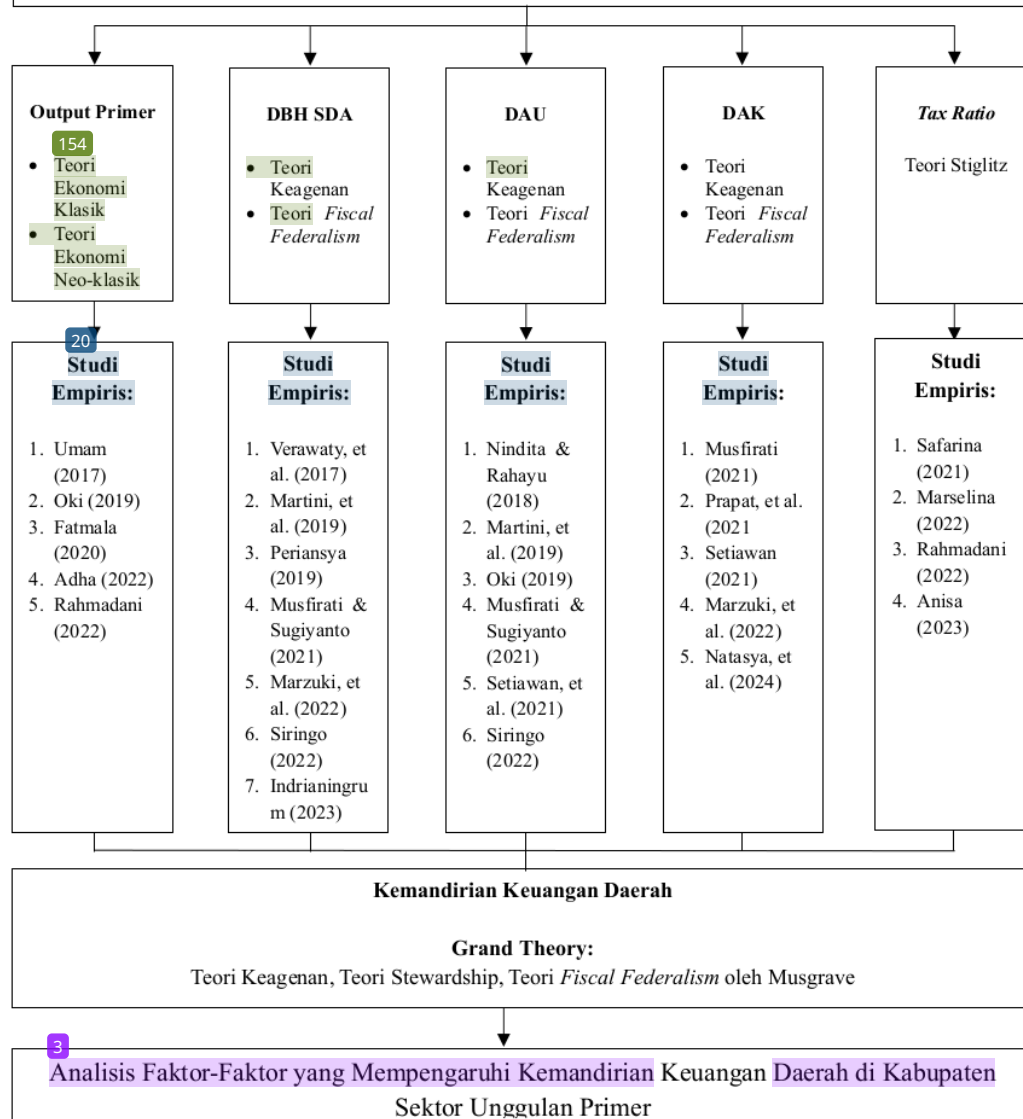 Output Primer
154
• Teori
Ekonomi
Klasik
• Teori
Ekonomi
Neo-klasik
DBH SDA
• Teori
Keagenan
• Teori Fiscal
Federalism
DAU
• Teori
Keagenan
• Teori Fiscal
Federalism
DAK
• Teori
Keagenan
• Teori Fiscal
Federalism
Tax Ratio
Teori Stiglitz
20
Studi
Empiris:
1. Umam
(2017)
2. Oki (2019)
3. Fatmala
(2020)
4. Adha (2022)
5. Rahmadani
(2022)
Studi
Empiris:
1. Verawaty, et
al. (2017)
2. Martini, et
al. (2019)
3. Periansya
(2019)
4. Musfirati &
Sugiyanto
(2021)
5. Marzuki, et
al. (2022)
6. Siringo
(2022)
7. Indrianingru
m (2023)
Studi
Empiris:
1. Nindita &
Rahayu
(2018)
2. Martini, et
al. (2019)
3. Oki (2019)
4. Musfirati &
Sugiyanto
(2021)
5. Setiawan, et
al. (2021)
6. Siringo
(2022)
Studi
Empiris:
1. Musfirati
(2021)
2. Prapat, et al.
(2021
3. Setiawan
(2021)
4. Marzuki, et
al. (2022)
5. Natasya, et
al. (2024)
Studi
Empiris:
1. Safarina
(2021)
2. Marselina
(2022)
3. Rahmadani
(2022)
4. Anisa
(2023)
Kemandirian Keuangan Daerah
Grand Theory:
Teori Keagenan, Teori Stewardship, Teori Fiscal Federalism oleh Musgrave
3
Analisis Faktor-Faktor yang Mempengaruhi Kemandirian Keuangan Daerah di Kabupaten
Sektor Unggulan Primer